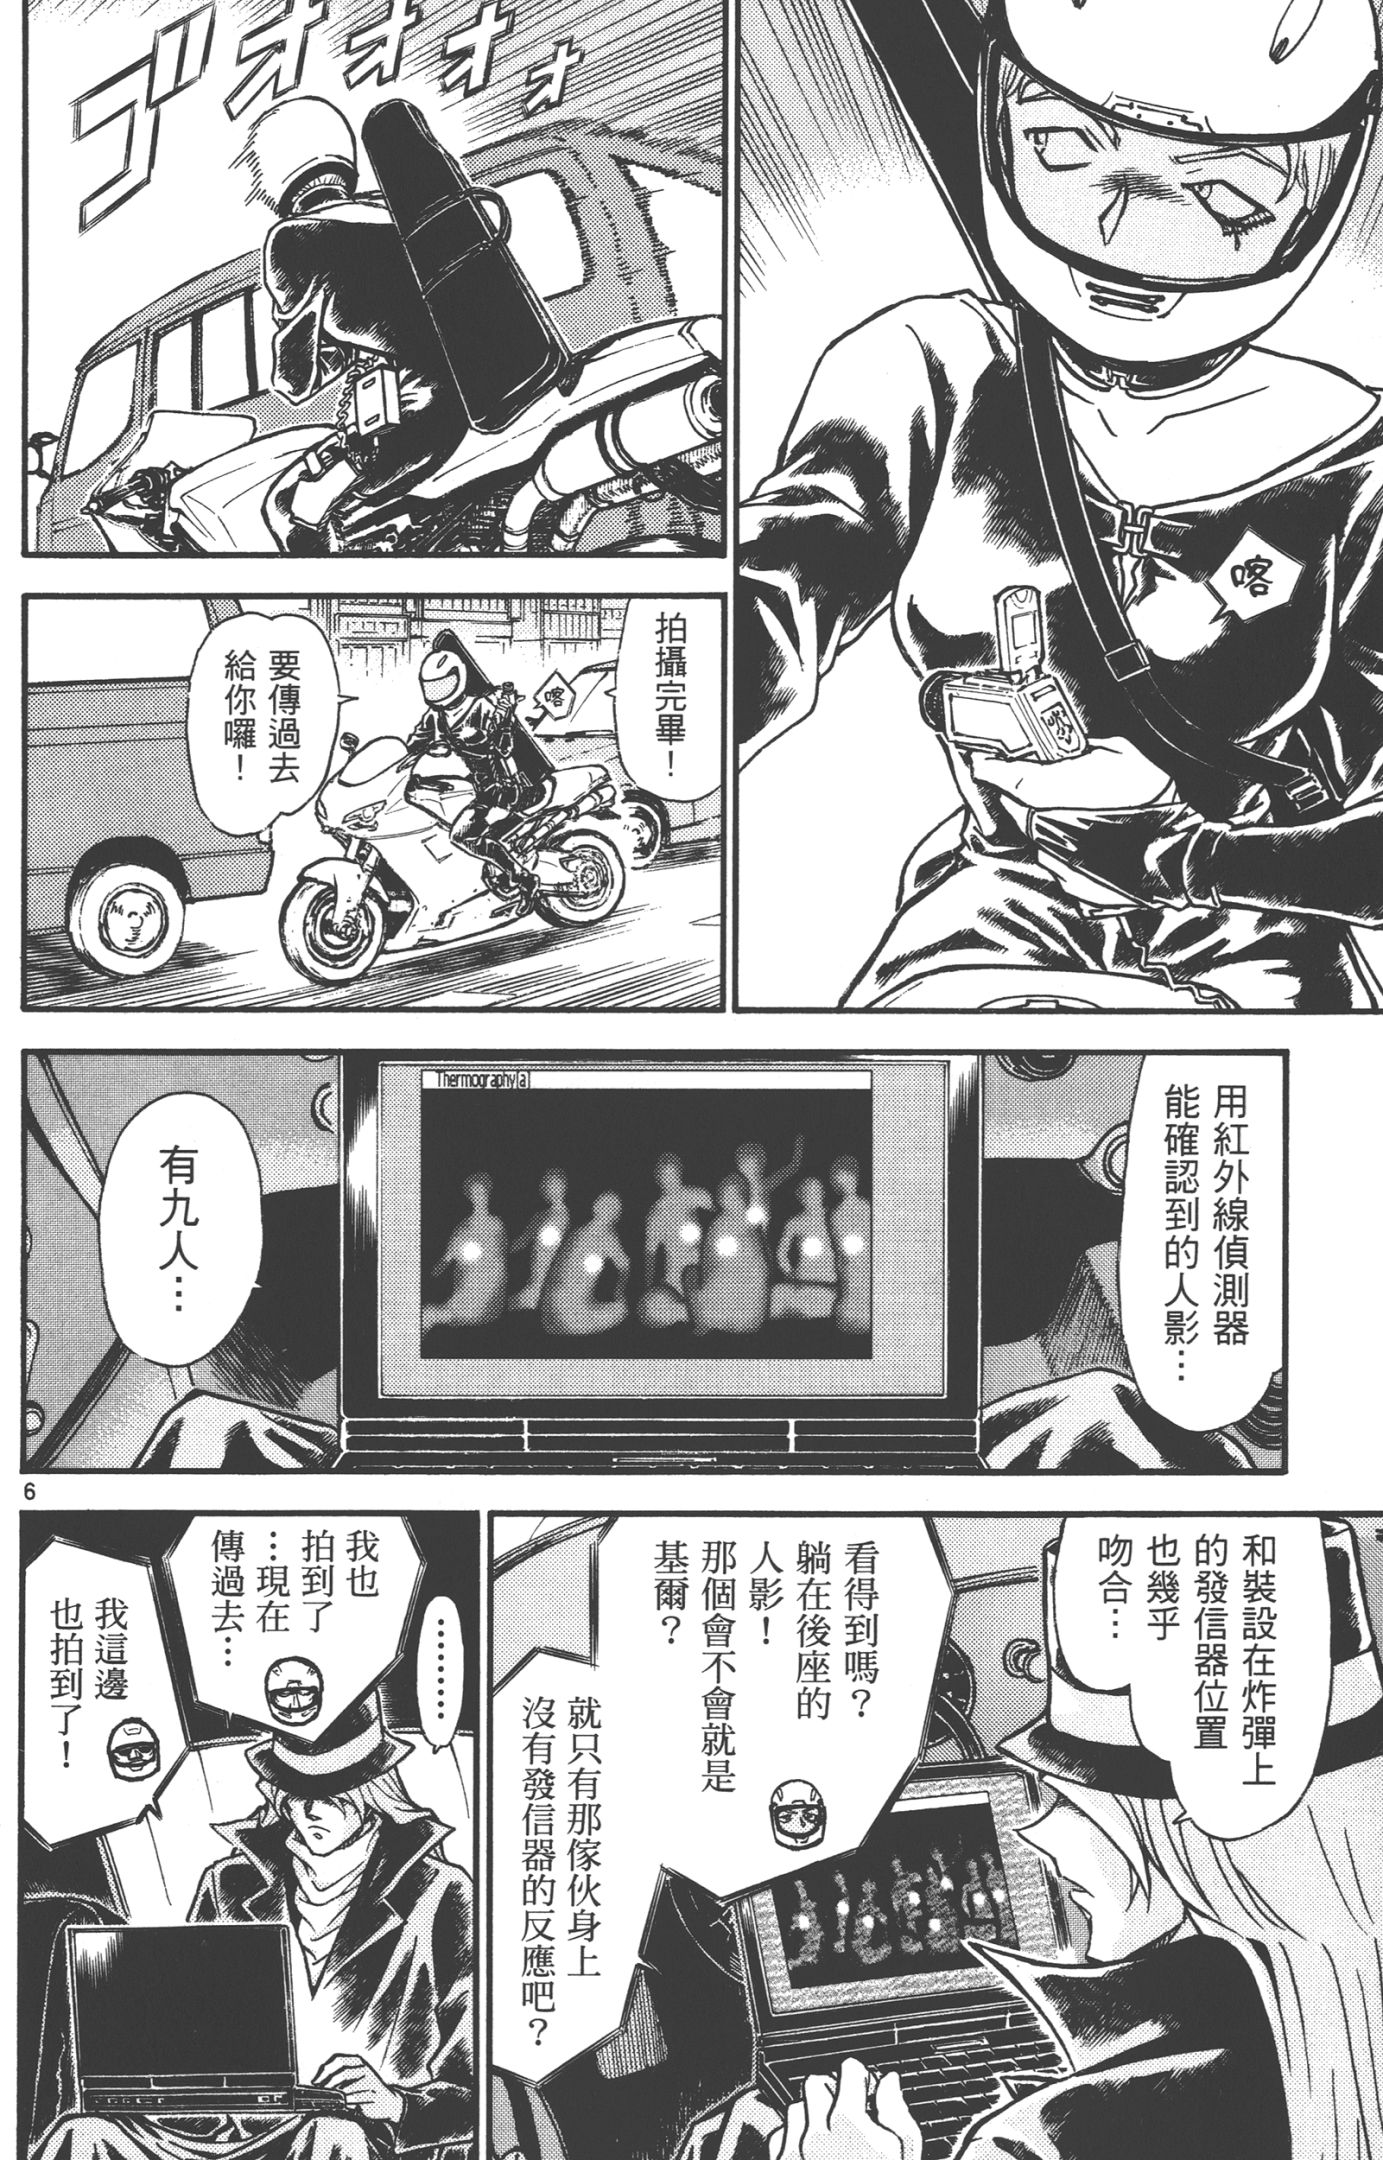 喀
ブオオオオ
拍攝完畢！
喀
要傳過去
給你囉！
用紅外線偵測器
能確認到的人影…
Thermography(a)
有九人…
6
和裝設在炸彈上
的發信器位置
也幾乎
吻合…
看得到嗎？
躺在後座的
人影！
那個會不會就是
基爾？
就只有那傢伙身上
沒有發信器的反應吧？
………
我也
拍到了
…現在
傳過去…
我這邊
也拍到了！